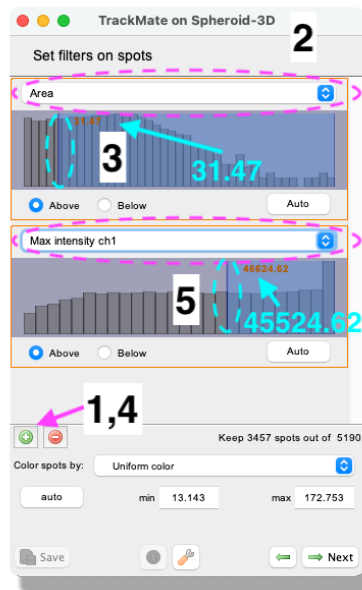 TrackMate on Spheroid-3D
2
Set filters on spots
Area
31.47
3
31.47
Above Below Auto
Max intensity ch1
46624.62
5
45524.62
Above Below Auto
1,4
Keep 3457 spots out of 5190
Color spots by: Uniform color
auto min 13.143 max 172.753
Save Next